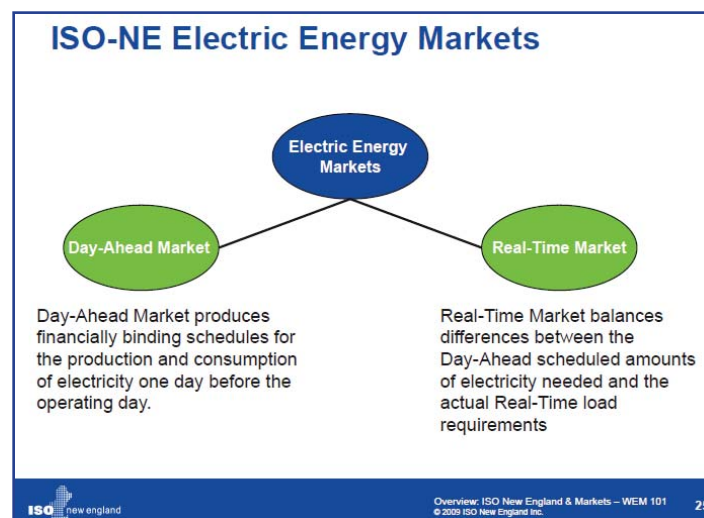 ISO-NE Electric Energy Markets
Electric Energy
Markets
Day-Ahead Market
Real-Time Market
Day-Ahead Market produces
financially binding schedules for
the production and consumption
of electricity one day before the
operating day.
Real-Time Market balances
differences between the
Day-Ahead scheduled amounts
of electricity needed and the
actual Real-Time load
requirements
ISO new england
Overview: ISO New England & Markets – WEM 101
© 2009 ISO New England Inc.